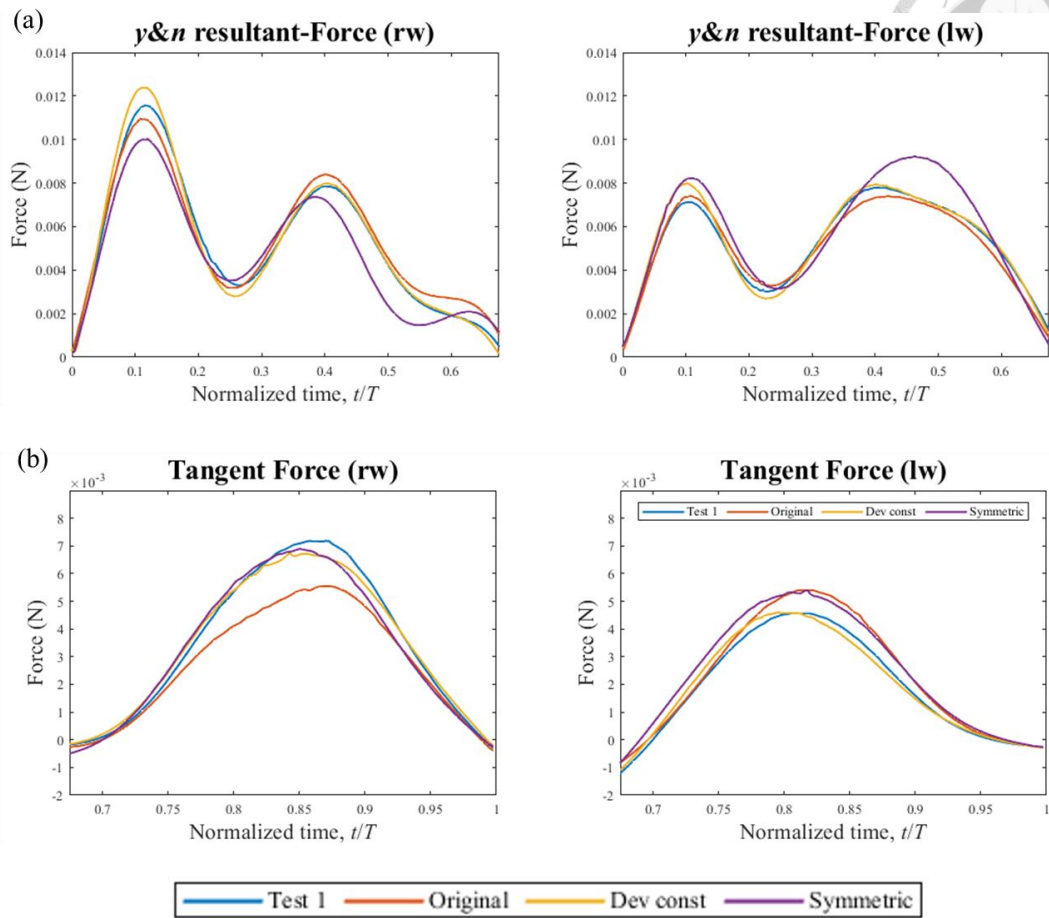 (a)
y&n resultant-Force (rw)
y&n resultant-Force (lw)
Force (N)
0.014
0.012
0.01
0.008
0.006
0.004
0.002
0
0 0.1 0.2 0.3 0.4 0.5 0.6
Normalized time, t/T
Force (N)
0.014
0.012
0.01
0.008
0.006
0.004
0.002
0
0 0.1 0.2 0.3 0.4 0.5 0.6
Normalized time, t/T
(b)
Tangent Force (rw)
Tangent Force (lw)
×10⁻³
Force (N)
8
7
6
5
4
3
2
1
0
-1
-2
0.7 0.75 0.8 0.85 0.9 0.95 1
Normalized time, t/T
×10⁻³
Test 1 Original Dev const Symmetric
Force (N)
8
7
6
5
4
3
2
1
0
-1
-2
0.7 0.75 0.8 0.85 0.9 0.95 1
Normalized time, t/T
Test 1 Original Dev const Symmetric